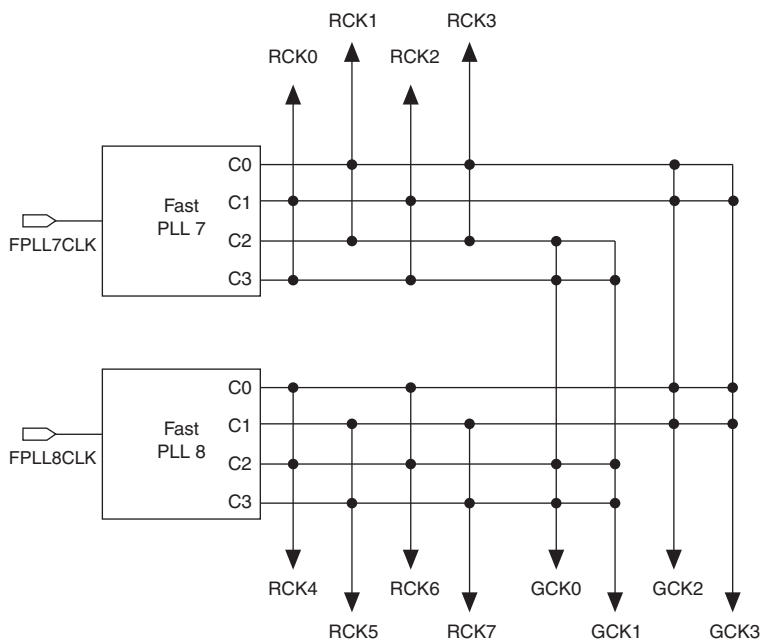 RCK1
RCK3
RCK0
RCK2
C0
C1
Fast
PLL 7
FPLL7CLK
C2
C3
C0
C1
Fast
PLL 8
FPLL8CLK
C2
C3
RCK4
RCK6
GCK0
GCK2
RCK5
RCK7
GCK1
GCK3